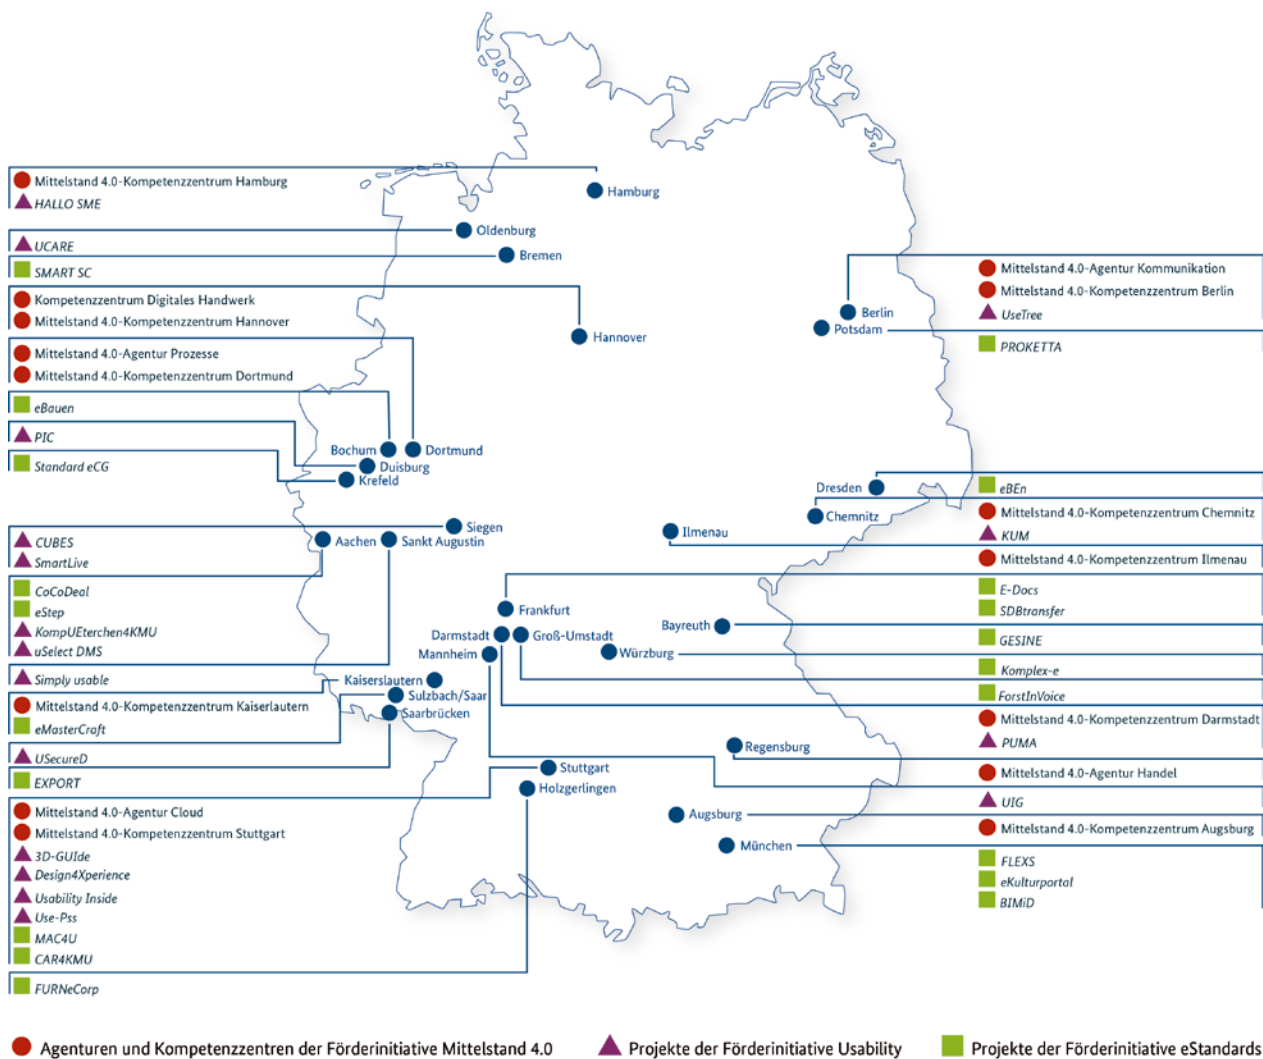 Mittelstand 4.0-Kompetenzzentrum Hamburg
HALLO SME
UCARE
SMART SC
Kompetenzzentrum Digitales Handwerk
Mittelstand 4.0-Kompetenzzentrum Hannover
Mittelstand 4.0-Agentur Prozesse
Mittelstand 4.0-Kompetenzzentrum Dortmund
eBauen
PIC
Standard eCG
CUBES
SmartLive
CoCoDeal
eStep
KompUEterchen4KMU
uSelect DMS
Simply usable
Mittelstand 4.0-Kompetenzzentrum Kaiserlautern
eMasterCraft
USecureD
EXPORT
Mittelstand 4.0-Agentur Cloud
Mittelstand 4.0-Kompetenzzentrum Stuttgart
3D-GUIde
Design4Xperience
Usability Inside
Use-Pss
MAC4U
CAR4KMU
FURNeCorp
Hamburg
Oldenburg
Bremen
Hannover
Berlin
Potsdam
Bochum
Dortmund
Duisburg
Krefeld
Dresden
Chemnitz
Siegen
Aachen
Sankt Augustin
Ilmenau
Frankfurt
Bayreuth
Darmstadt
Groß-Umstadt
Mannheim
Würzburg
Kaiserslautern
Sulzbach/Saar
Saarbrücken
Regensburg
Stuttgart
Holzgerlingen
Augsburg
München
Mittelstand 4.0-Agentur Kommunikation
Mittelstand 4.0-Kompetenzzentrum Berlin
UseTree
PROKETTA
eBEn
Mittelstand 4.0-Kompetenzzentrum Chemnitz
KUM
Mittelstand 4.0-Kompetenzzentrum Ilmenau
E-Docs
SDBtransfer
GESINE
Komplex-e
ForstInVoice
Mittelstand 4.0-Kompetenzzentrum Darmstadt
PUMA
Mittelstand 4.0-Agentur Handel
UIG
Mittelstand 4.0-Kompetenzzentrum Augsburg
FLEXS
eKulturportal
BIMiD
Agenturen und Kompetenzzentren der Förderinitiative Mittelstand 4.0
Projekte der Förderinitiative Usability
Projekte der Förderinitiative eStandards